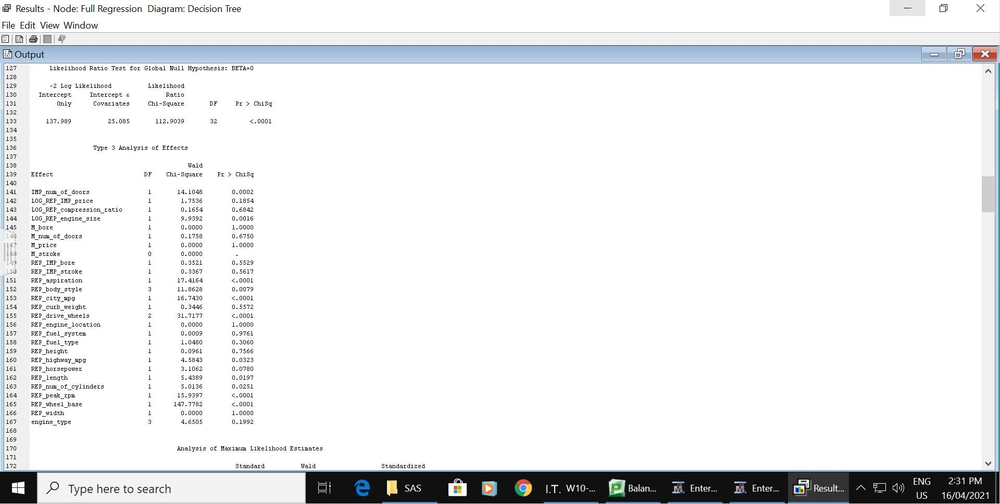 Results - Node: Full Regression  Diagram: Decision Tree
File  Edit  View  Window
Output
127 Likelihood Ratio Test for Global Null Hypothesis: BETA=0
128
129 -2 Log Likelihood Likelihood
130 Intercept Intercept & Ratio
131 Only Covariates Chi-Square DF Pr > ChiSq
132
133 137.989 25.085 112.9039 32 <.0001
134
135
136 Type 3 Analysis of Effects
137
138 Wald
139 Effect DF Chi-Square Pr > ChiSq
140
141 IMP_num_of_doors 1 14.1048 0.0002
142 LOG_REP_IMP_price 1 1.7536 0.1854
143 LOG_REP_compression_ratio 1 0.1654 0.6842
144 LOG_REP_engine_size 1 9.9392 0.0016
145 M_bore 1 0.0000 1.0000
146 M_num_of_doors 1 0.1758 0.6750
147 M_price 1 0.0000 1.0000
148 M_stroke 0 0.0000 .
149 REP_IMP_bore 1 0.3521 0.5529
150 REP_IMP_stroke 1 0.3367 0.5617
151 REP_aspiration 1 17.4164 <.0001
152 REP_body_style 3 11.8628 0.0079
153 REP_city_mpg 1 16.7430 <.0001
154 REP_curb_weight 1 0.3446 0.5572
155 REP_drive_wheels 2 31.7177 <.0001
156 REP_engine_location 1 0.0000 1.0000
157 REP_fuel_system 1 0.0009 0.9761
158 REP_fuel_type 1 1.0480 0.3060
159 REP_height 1 0.0961 0.7566
160 REP_highway_mpg 1 4.5843 0.0323
161 REP_horsepower 1 3.1062 0.0780
162 REP_length 1 5.4389 0.0197
163 REP_num_of_cylinders 1 5.0136 0.0251
164 REP_peak_rpm 1 15.9397 <.0001
165 REP_wheel_base 1 147.7782 <.0001
166 REP_width 1 0.0000 1.0000
167 engine_type 3 4.6505 0.1992
168
169
170 Analysis of Maximum Likelihood Estimates
171
172 Standard Wald Standardized
Type here to search
SAS
I.T. W10-...
Balan...
Enter...
Enter...
Result...
ENG
US
2:31 PM
16/04/2021